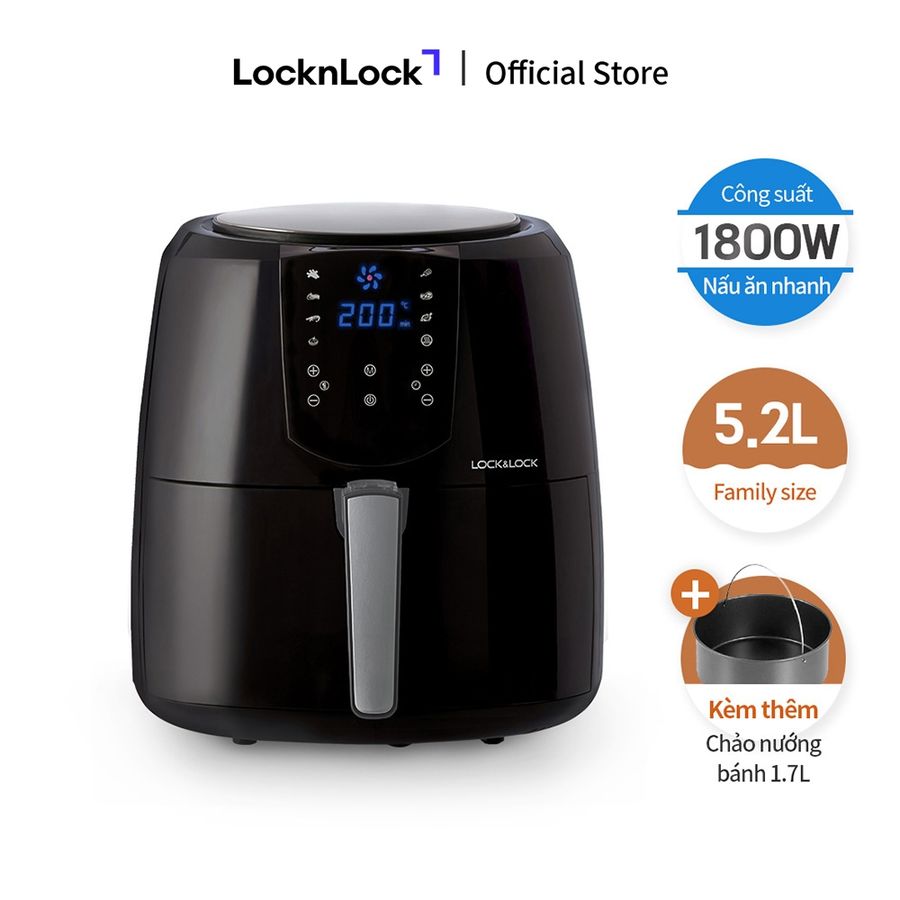 LocknLock | Official Store
Công suất
1800W
Nấu ăn nhanh
200 °C
min
M
LOCK&LOCK
5.2L
Family size
+
Kèm thêm
Chảo nướng
bánh 1.7L